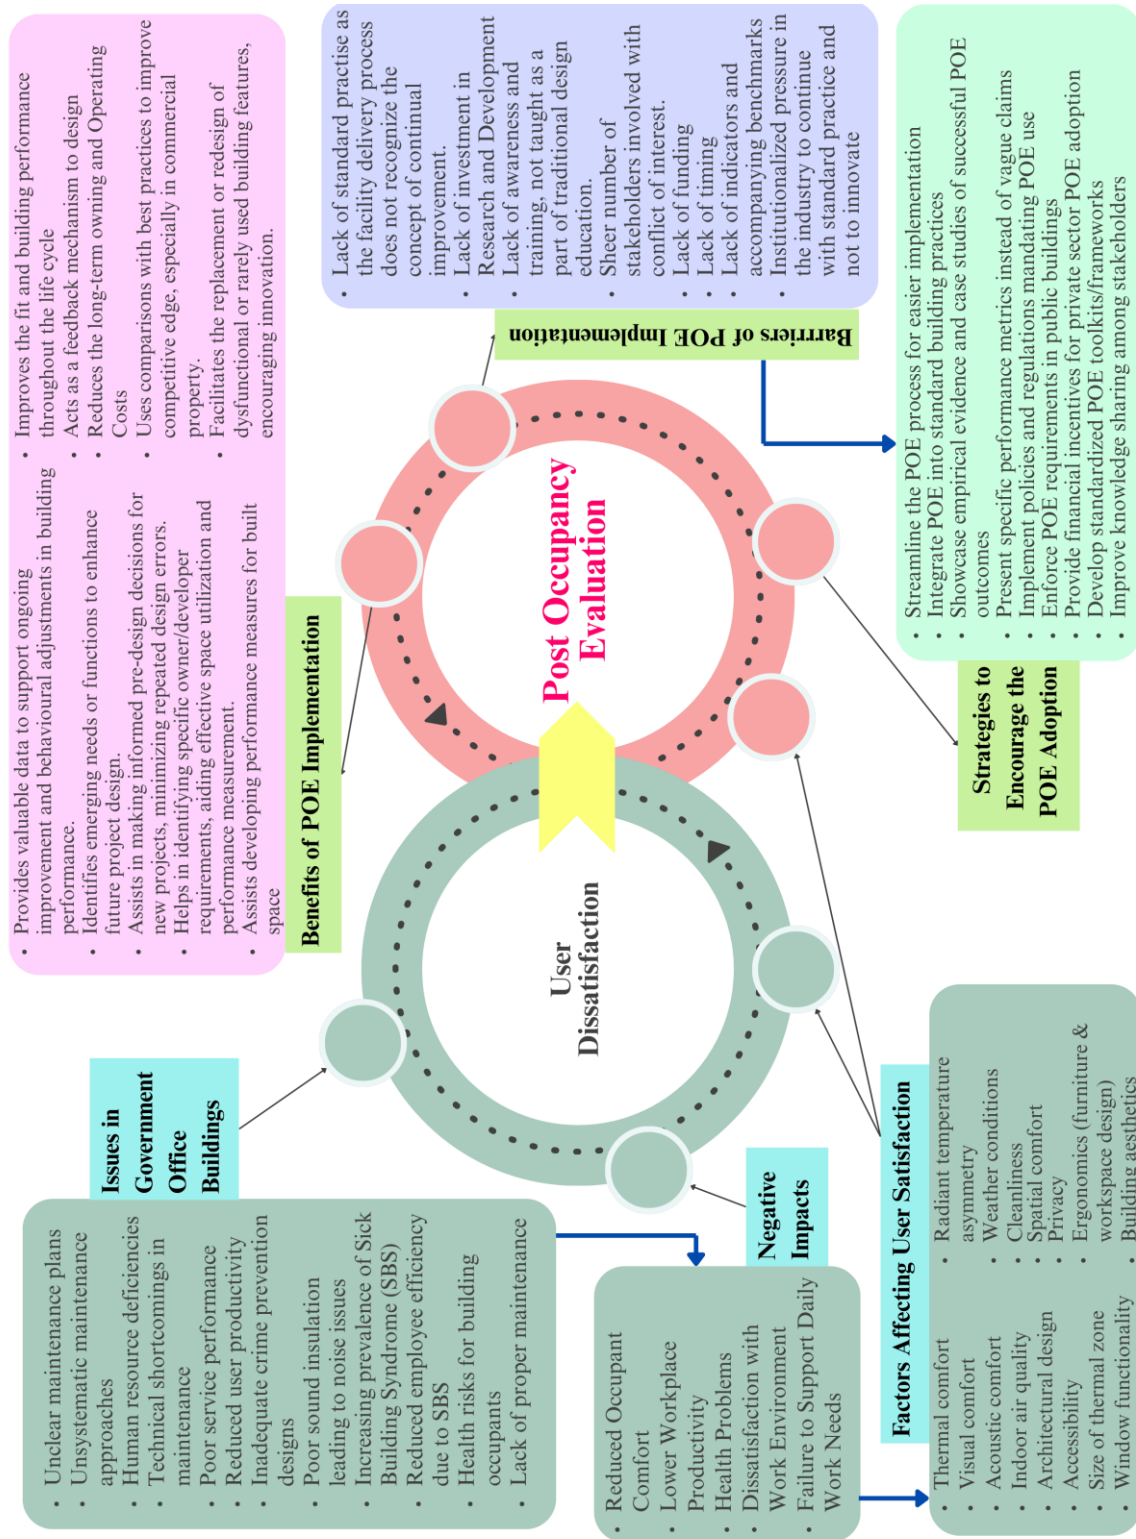 Issues in
Government
Office
Buildings
• Unclear maintenance plans
• Unsystematic maintenance
approaches
• Human resource deficiencies
• Technical shortcomings in
maintenance
• Poor service performance
• Reduced user productivity
• Inadequate crime prevention
designs
• Poor sound insulation
leading to noise issues
• Increasing prevalence of Sick
Building Syndrome (SBS)
• Reduced employee efficiency
due to SBS
• Health risks for building
occupants
• Lack of proper maintenance
Negative
Impacts
• Reduced Occupant
Comfort
• Lower Workplace
Productivity
• Health Problems
• Dissatisfaction with
Work Environment
• Failure to Support Daily
Work Needs
Factors Affecting User Satisfaction
• Thermal comfort
• Visual comfort
• Acoustic comfort
• Indoor air quality
• Architectural design
• Accessibility
• Size of thermal zone
• Window functionality
• Radiant temperature
asymmetry
• Weather conditions
• Cleanliness
• Spatial comfort
• Privacy
• Ergonomics (furniture &
workspace design)
• Building aesthetics
User
Dissatisfaction
Post Occupancy
Evaluation
Benefits of POE Implementation
• Provides valuable data to support ongoing
improvement and behavioural adjustments in building
performance.
• Identifies emerging needs or functions to enhance
future project design.
• Assists in making informed pre-design decisions for
new projects, minimizing repeated design errors.
• Helps in identifying specific owner/developer
requirements, aiding effective space utilization and
performance measurement.
• Assists developing performance measures for built
space
• Improves the fit and building performance
throughout the life cycle
• Acts as a feedback mechanism to design
• Reduces the long-term owning and Operating
Costs
• Uses comparisons with best practices to improve
competitive edge, especially in commercial
property.
• Facilitates the replacement or redesign of
dysfunctional or rarely used building features,
encouraging innovation.
Barrriers of POE Implementation
• Lack of standard practise as
the facility delivery process
does not recognize the
concept of continual
improvement.
• Lack of investment in
Research and Development
• Lack of awareness and
training, not taught as a
part of traditional design
education.
• Sheer number of
stakeholders involved with
conflict of interest.
• Lack of funding
• Lack of timing
• Lack of indicators and
accompanying benchmarks
• Institutionalized pressure in
the industry to continue
with standard practice and
not to innovate
Strategies to
Encourage the
POE Adoption
• Streamline the POE process for easier implementation
• Integrate POE into standard building practices
• Showcase empirical evidence and case studies of successful POE
outcomes
• Present specific performance metrics instead of vague claims
• Implement policies and regulations mandating POE use
• Enforce POE requirements in public buildings
• Provide financial incentives for private sector POE adoption
• Develop standardized POE toolkits/frameworks
• Improve knowledge sharing among stakeholders